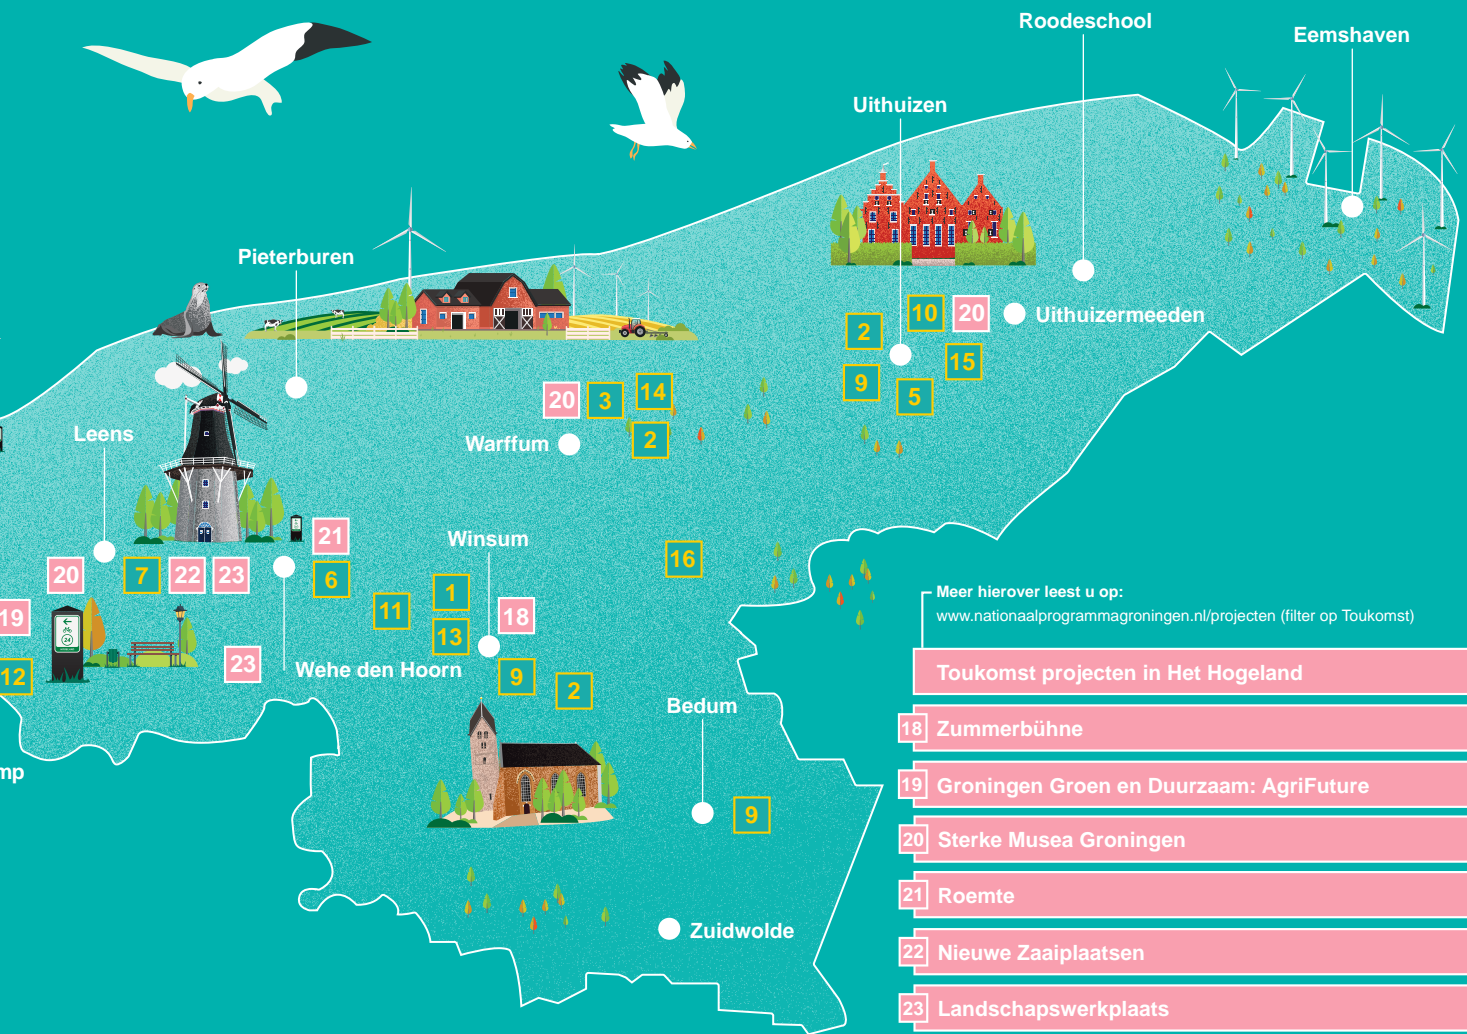 Roodeschool
Eemshaven
Uithuizen
Pieterburen
10
20
Uithuizermeeden
2
15
9
5
20
3
14
Leens
Warffum
2
21
Winsum
16
20
7
22
23
6
1
11
19
18
13
24
12
23
Wehe den Hoorn
9
2
Bedum
mp
9
Zuidwolde
Meer hierover leest u op:
www.nationaalprogrammagroningen.nl/projecten (filter op Toukomst)
Toukomst projecten in Het Hogeland
18 Zummerbühne
19 Groningen Groen en Duurzaam: AgriFuture
20 Sterke Musea Groningen
21 Roemte
22 Nieuwe Zaaiplaatsen
23 Landschapswerkplaats